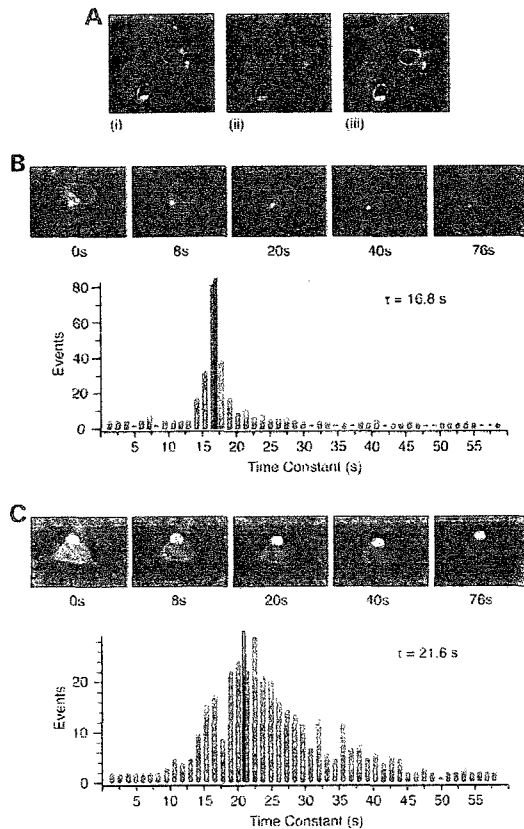 A
(i) (ii) (iii)
B
0s 8s 20s 40s 76s
80
60
40
20
0
Events
τ = 16.8 s
5 10 15 20 25 30 35 40 45 50 55
Time Constant (s)
C
0s 8s 20s 40s 76s
20
10
0
Events
τ = 21.6 s
5 10 15 20 25 30 35 40 45 50 55
Time Constant (s)